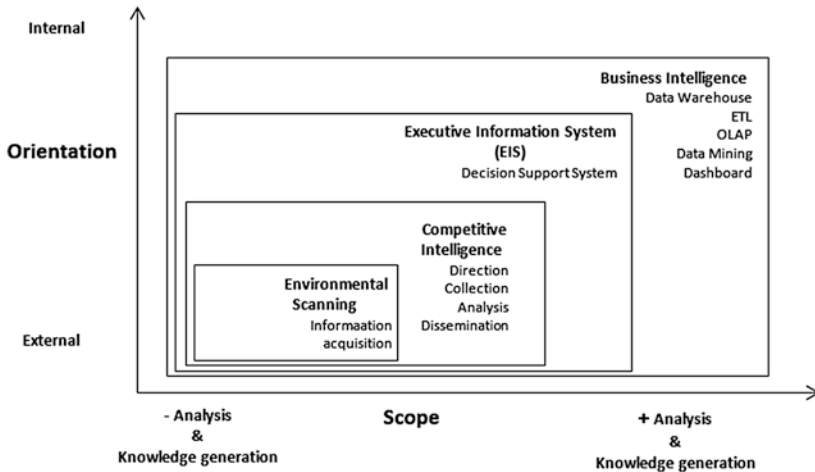 Internal
Orientation
External
Business Intelligence
Data Warehouse
ETL
OLAP
Data Mining
Dashboard
Executive Information System
(EIS)
Decision Support System
Competitive
Intelligence
Direction
Collection
Analysis
Dissemination
Environmental
Scanning
Informaation
acquisition
- Analysis
&
Knowledge generation
Scope
+ Analysis
&
Knowledge generation